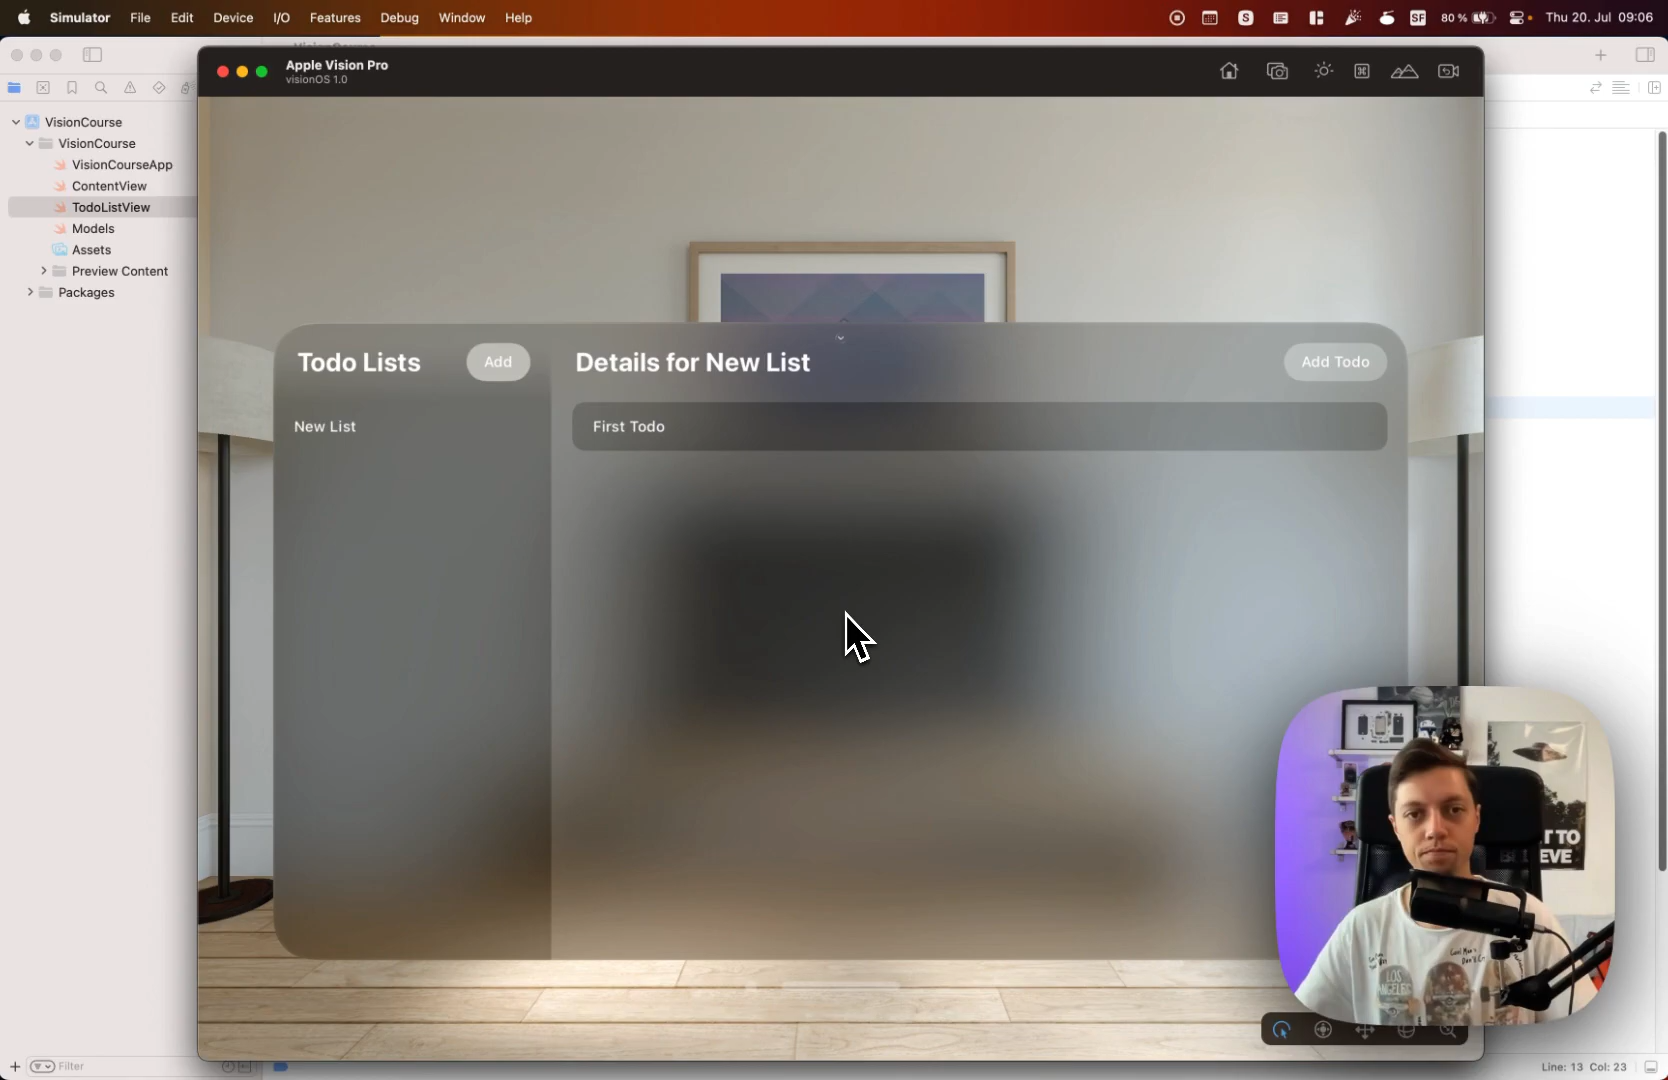 Simulator File Edit Device I/O Features Debug Window Help
80 % Thu 20. Jul 09:06
Apple Vision Pro
visionOS 1.0
VisionCourse
VisionCourse
VisionCourseApp
ContentView
TodoListView
Models
Assets
Preview Content
Packages
Todo Lists Add
Details for New List Add Todo
New List
First Todo
LOS
ANGELES
Filter
Line: 13 Col: 23